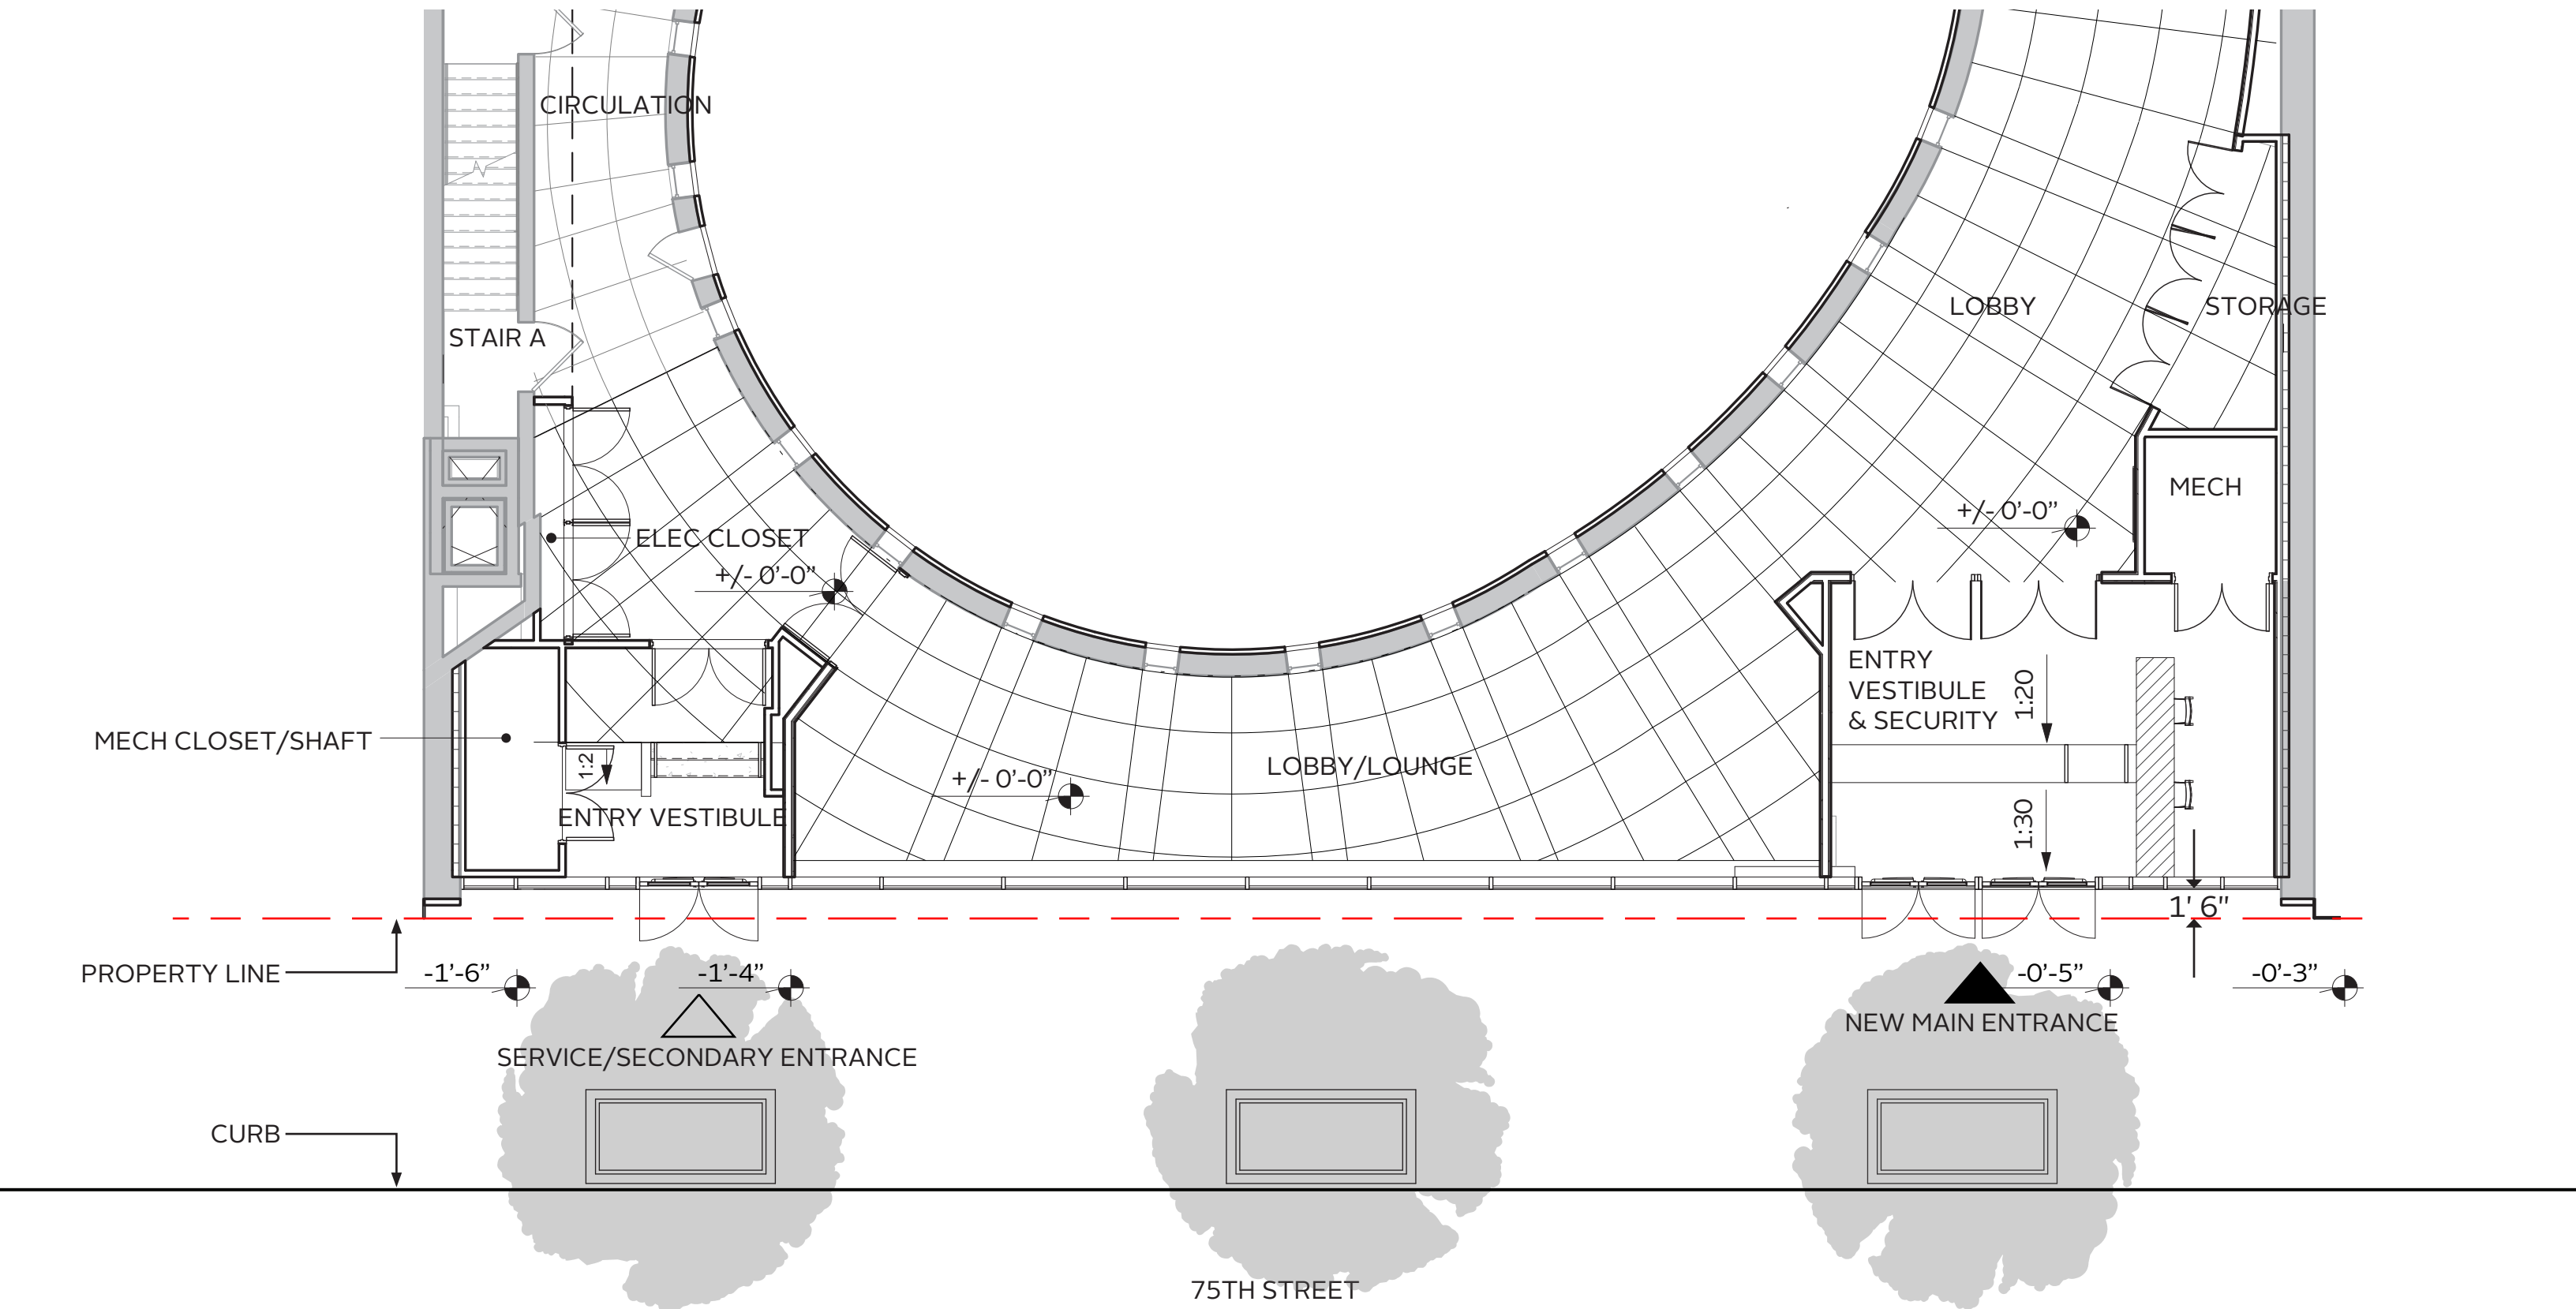 CIRCULATION
LOBBY
STORAGE
STAIR A
MECH
+/- 0’-0”
ELEC CLOSET
+/- 0’-0”
ENTRY
VESTIBULE
& SECURITY
1:20
MECH CLOSET/SHAFT
1:2
LOBBY/LOUNGE
+/- 0’-0”
ENTRY VESTIBULE
1:30
1’ 6”
PROPERTY LINE
-1’-6”
-1’-4”
-0’-5”
-0’-3”
NEW MAIN ENTRANCE
SERVICE/SECONDARY ENTRANCE
CURB
75TH STREET